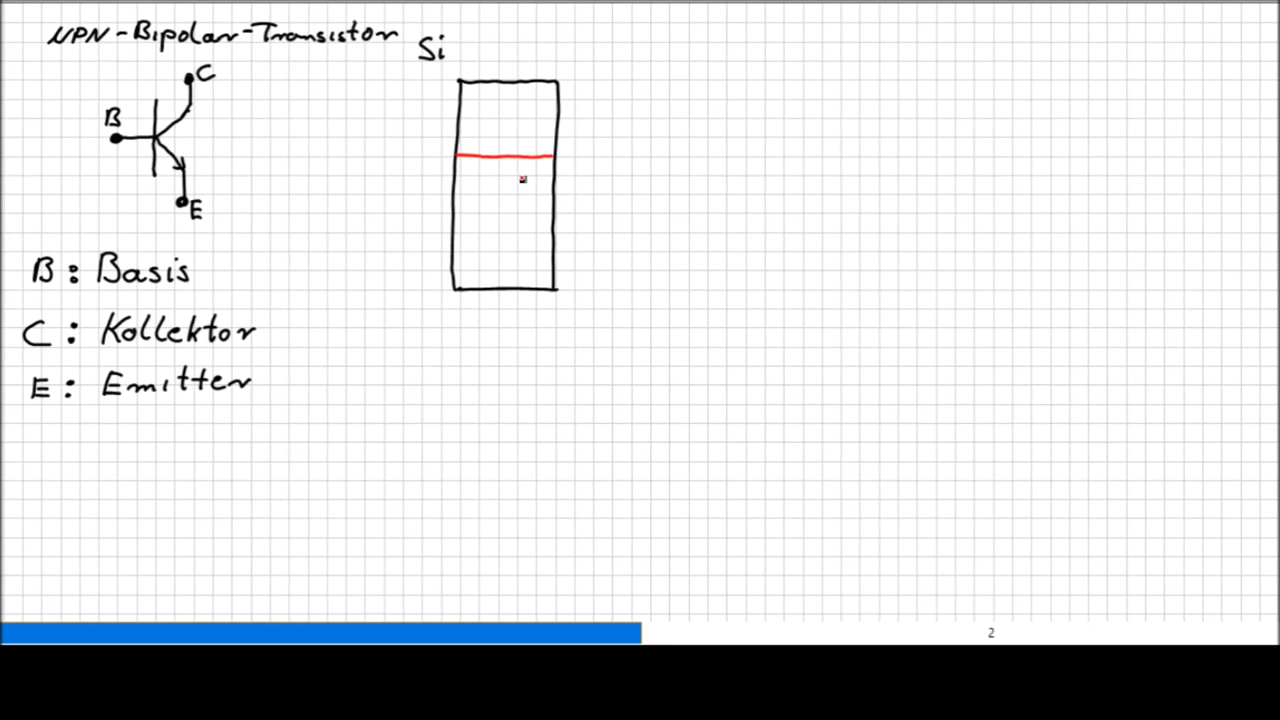 NPN-Bipolar-Transistor
Si
C
B
E
B: Basis
C: Kollektor
E: Emitter
2